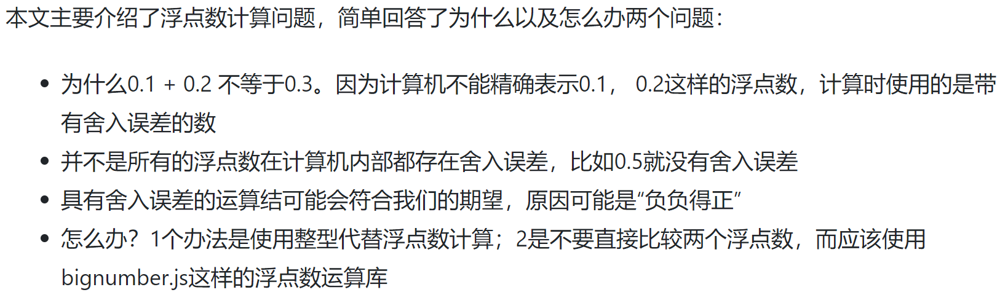 本文主要介绍了浮点数计算问题，简单回答了为什么以及怎么办两个问题：
为什么0.1 + 0.2 不等于0.3。因为计算机不能精确表示0.1， 0.2这样的浮点数，计算时使用的是带
有舍入误差的数
并不是所有的浮点数在计算机内部都存在舍入误差，比如0.5就没有舍入误差
具有舍入误差的运算结可能会符合我们的期望，原因可能是“负负得正”
怎么办？1个办法是使用整型代替浮点数计算；2是不要直接比较两个浮点数，而应该使用
bignumber.js这样的浮点数运算库